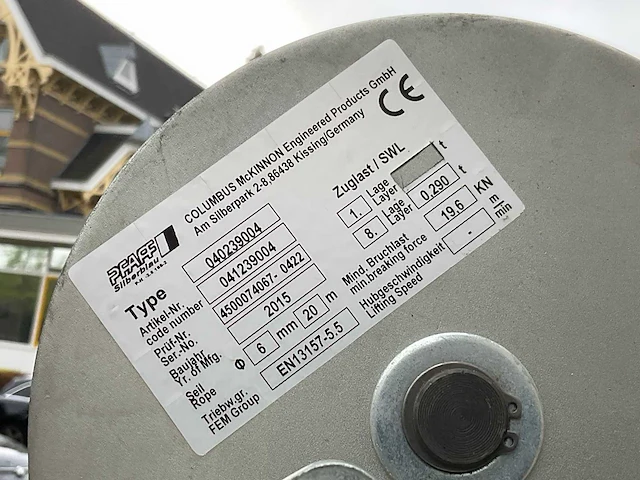 COLUMBUS McKINNON Engineered Products GmbH
Am Silberpark 2-8,86438 Kissing/Germany
CE
PFAFF
Silberblau
Type 040239004
Artikel-Nr. code number 041239004
Prüf-Nr. Ser.-No. 4500074067-0422
Baujahr Yr. of Mfg. 2015
Seil Rope Φ 6 mm 20 m
Triebw.gr. FEM Group EN13157-5.5
Zuglast / SWL
1. Lage Layer t
8. Lage Layer 0.290 t
Mind. Bruchlast min.breaking force 19.6 KN
Hubgeschwindigkeit Lifting Speed - m min